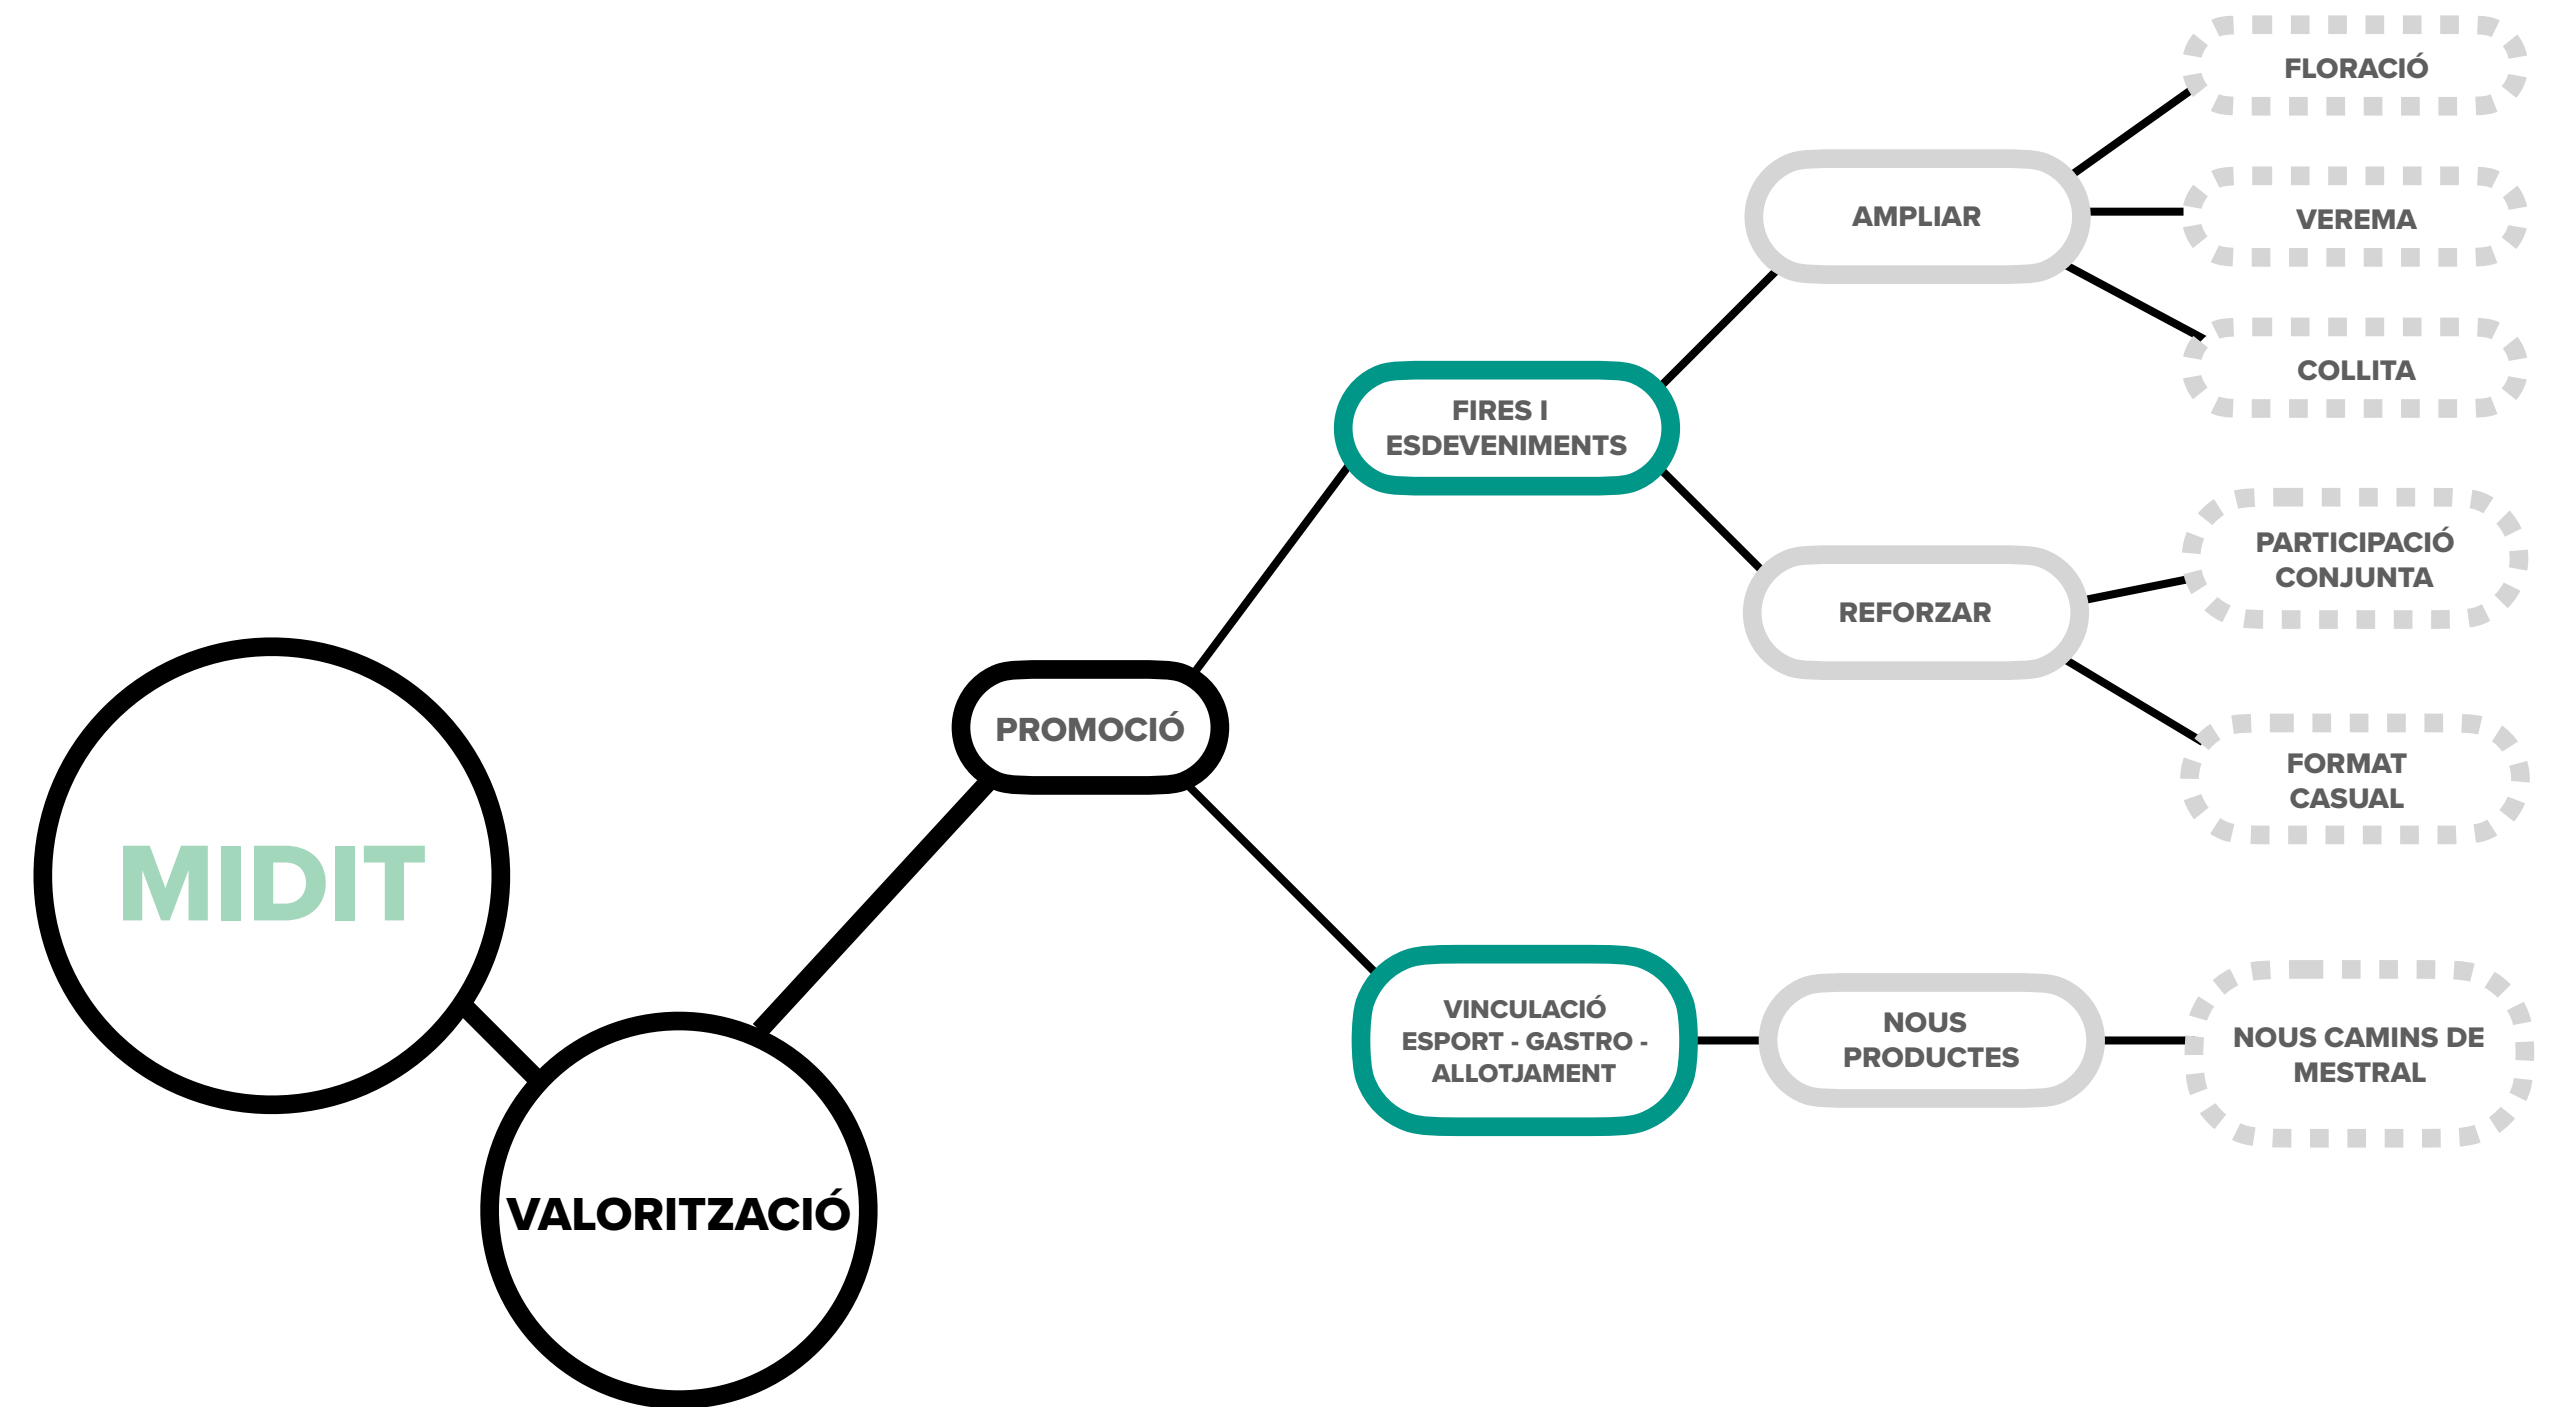 FLORACIÓ
VEREMA
AMPLIAR
COLLITA
FIRES I
ESDEVENIMENTS
PARTICIPACIÓ
CONJUNTA
REFORZAR
PROMOCIÓ
FORMAT
CASUAL
MIDIT
VINCULACIÓ
ESPORT - GASTRO -
ALLOTJAMENT
NOUS
PRODUCTES
NOUS CAMINS DE
MESTRAL
VALORITZACIÓ